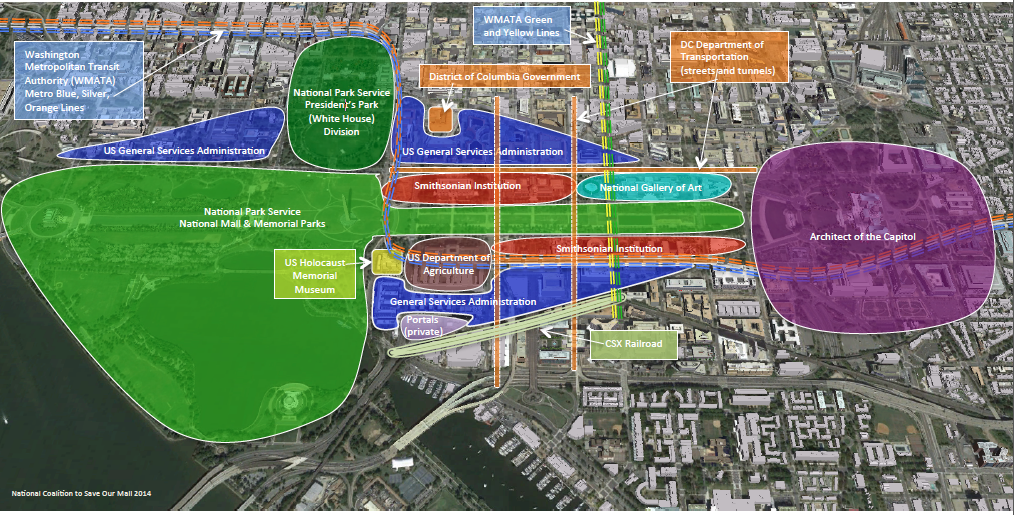 WMATA Green
and Yellow Lines
Washington
Metropolitan Transit
Authority (WMATA)
Metro Blue, Silver,
Orange Lines
DC Department of
Transportation
(streets and tunnels)
District of Columbia Government
National Park Service
President's Park
(White House)
Division
US General Services Administration
US General Services Administration
Smithsonian Institution
National Gallery of Art
National Park Service
National Mall & Memorial Parks
Architect of the Capitol
Smithsonian Institution
US Holocaust
Memorial
Museum
US Department of
Agriculture
General Services Administration
Portals
(private)
CSX Railroad
National Coalition to Save Our Mall 2014